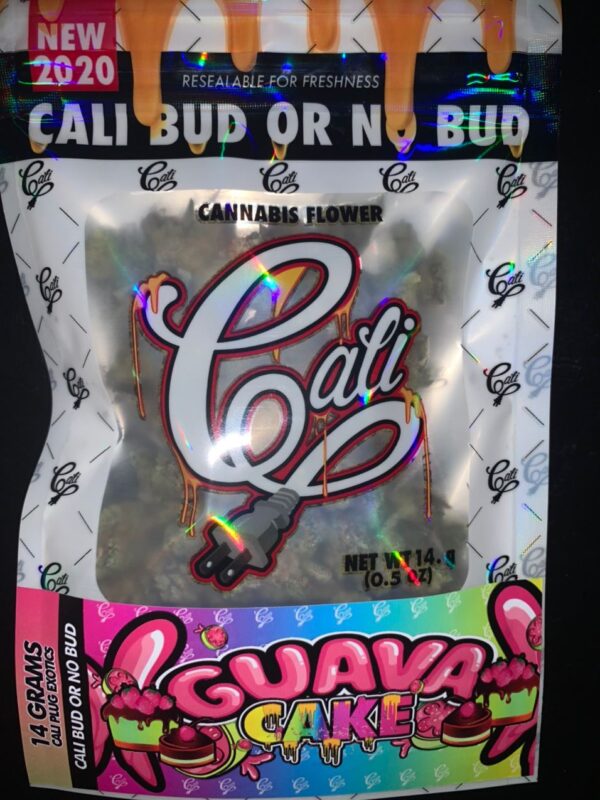 NEW
2020
RESEALABLE FOR FRESHNESS
CALI BUD OR NO BUD
CANNABIS FLOWER
Cali
NET WT 14.g
(0.5 OZ)
14 GRAMS
CALI PLUG EXOTICS
CALI BUD OR NO BUD
GUAVA
CAKE